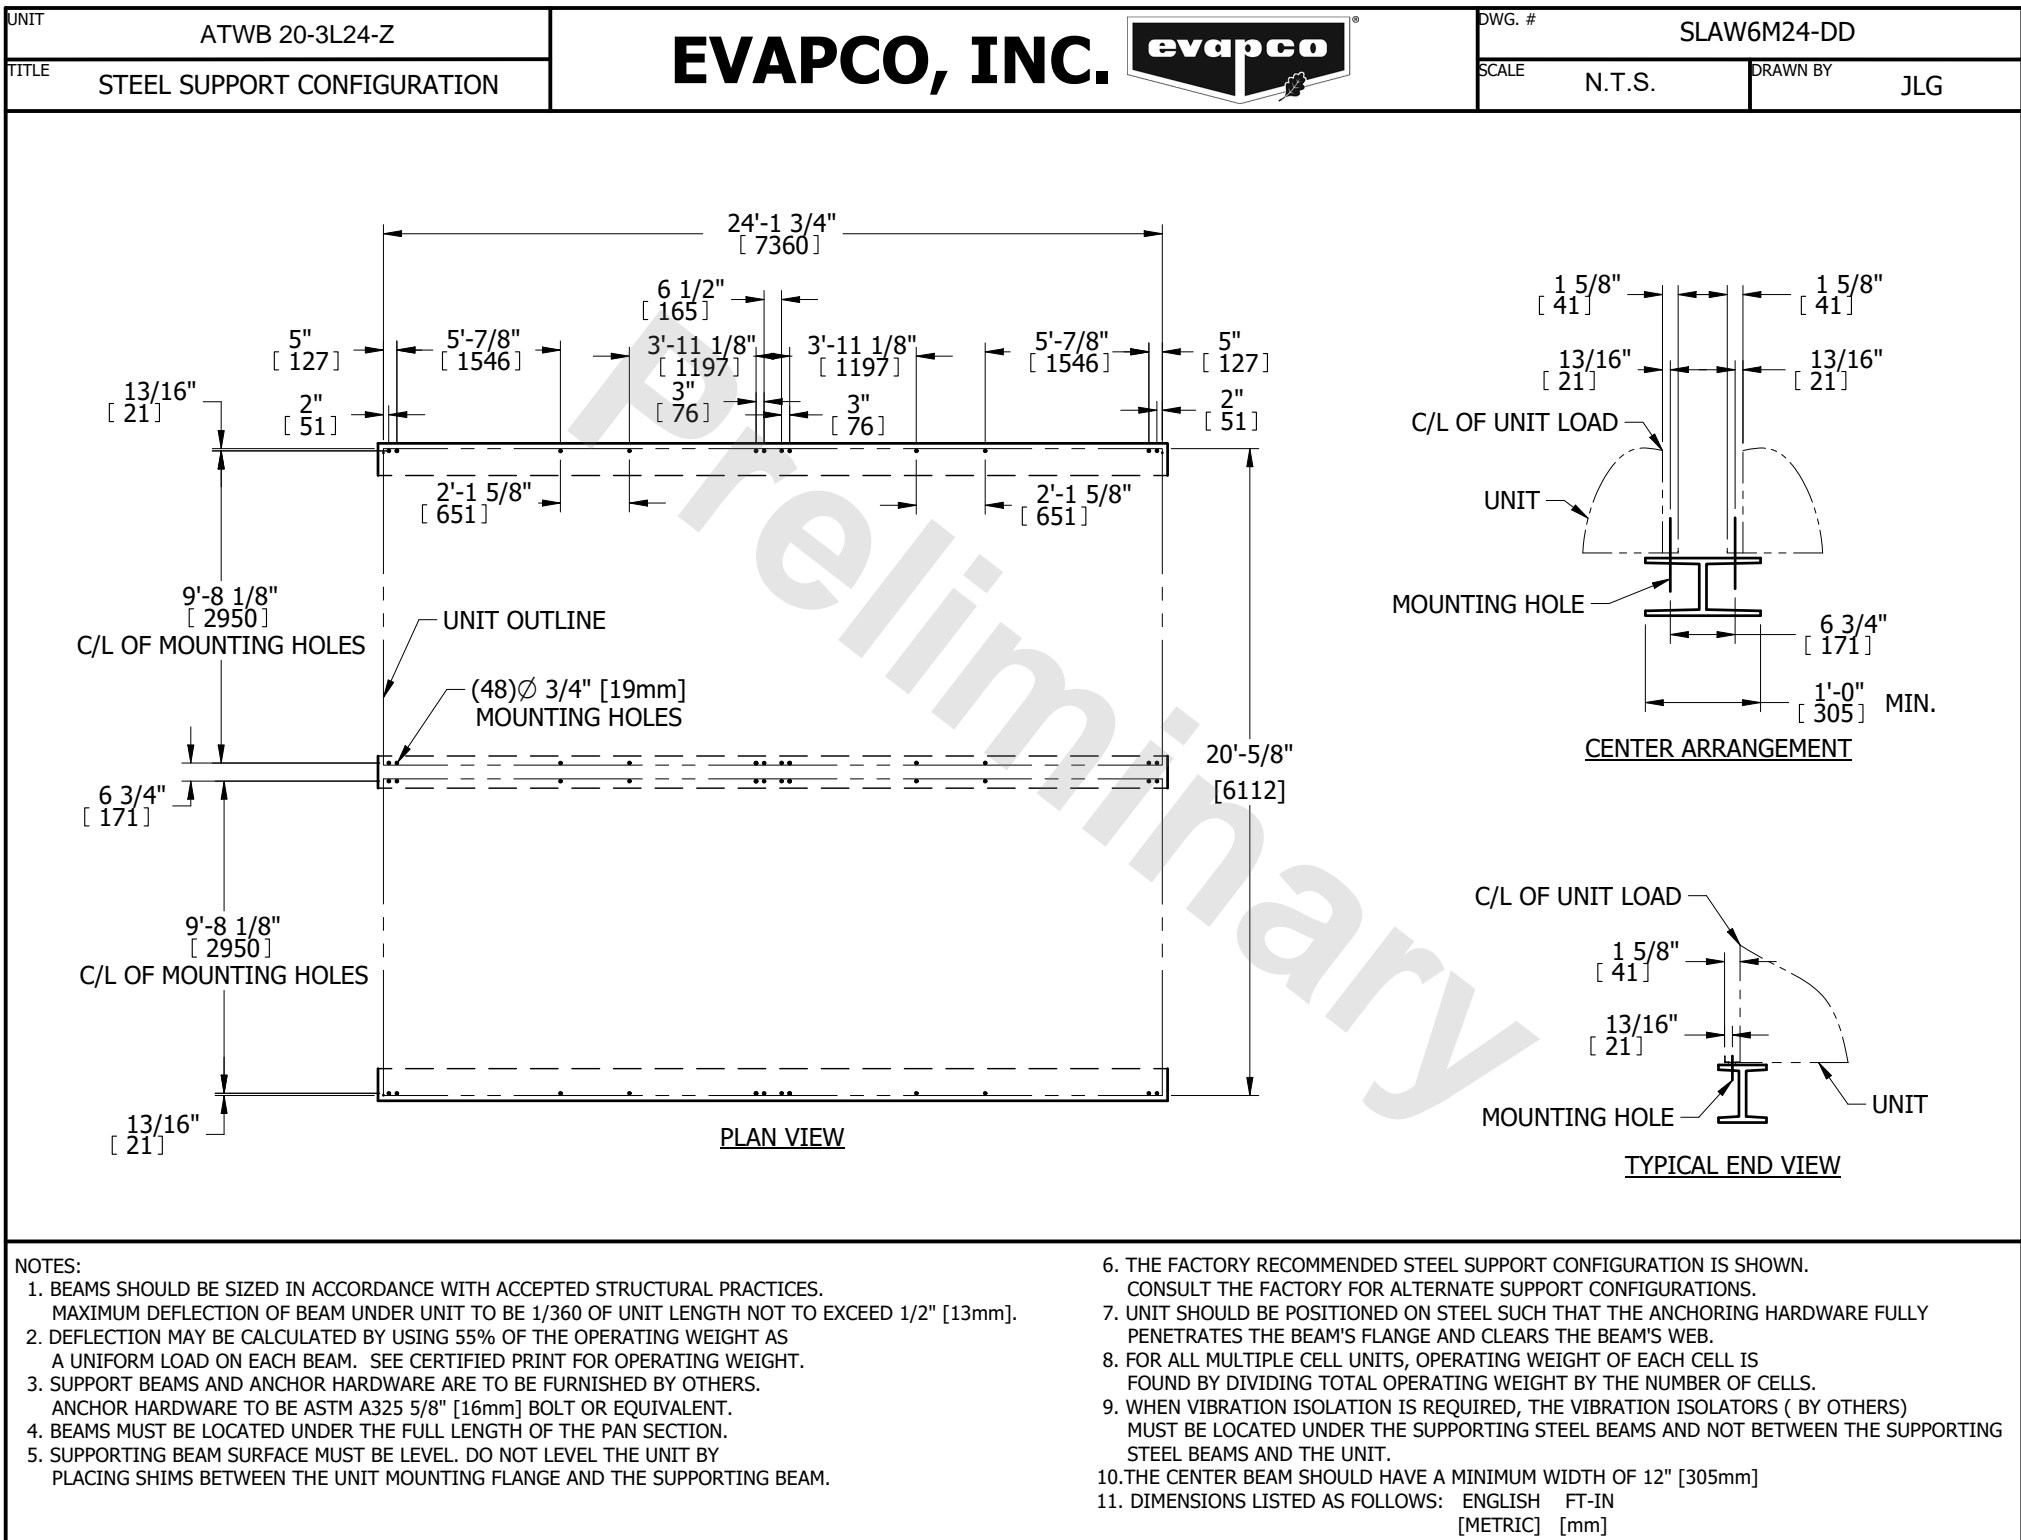 UNIT
ATWB 20-3L24-Z
TITLE
STEEL SUPPORT CONFIGURATION
EVAPCO, INC.
evapco
®
DWG. #
SLAW6M24-DD
SCALE
N.T.S.
DRAWN BY
JLG
24'-1 3/4"
[ 7360]
6 1/2"
[ 165]
5"
[ 127]
5'-7/8"
[ 1546]
3'-11 1/8"
[ 1197]
3'-11 1/8"
[ 1197]
5'-7/8"
[ 1546]
5"
[ 127]
13/16"
[ 21]
2"
[ 51]
3"
[ 76]
3"
[ 76]
2"
[ 51]
2'-1 5/8"
[ 651]
2'-1 5/8"
[ 651]
9'-8 1/8"
[ 2950]
C/L OF MOUNTING HOLES
UNIT OUTLINE
(48)Ø 3/4" [19mm]
MOUNTING HOLES
6 3/4"
[ 171]
20'-5/8"
[6112]
9'-8 1/8"
[ 2950]
C/L OF MOUNTING HOLES
13/16"
[ 21]
PLAN VIEW
Preliminary
1 5/8"
[ 41]
1 5/8"
[ 41]
13/16"
[ 21]
13/16"
[ 21]
C/L OF UNIT LOAD
UNIT
MOUNTING HOLE
6 3/4"
[ 171]
1'-0"
[ 305]
MIN.
CENTER ARRANGEMENT
C/L OF UNIT LOAD
1 5/8"
[ 41]
13/16"
[ 21]
MOUNTING HOLE
UNIT
TYPICAL END VIEW
NOTES:
1. BEAMS SHOULD BE SIZED IN ACCORDANCE WITH ACCEPTED STRUCTURAL PRACTICES.
MAXIMUM DEFLECTION OF BEAM UNDER UNIT TO BE 1/360 OF UNIT LENGTH NOT TO EXCEED 1/2" [13mm].
2. DEFLECTION MAY BE CALCULATED BY USING 55% OF THE OPERATING WEIGHT AS
A UNIFORM LOAD ON EACH BEAM. SEE CERTIFIED PRINT FOR OPERATING WEIGHT.
3. SUPPORT BEAMS AND ANCHOR HARDWARE ARE TO BE FURNISHED BY OTHERS.
ANCHOR HARDWARE TO BE ASTM A325 5/8" [16mm] BOLT OR EQUIVALENT.
4. BEAMS MUST BE LOCATED UNDER THE FULL LENGTH OF THE PAN SECTION.
5. SUPPORTING BEAM SURFACE MUST BE LEVEL. DO NOT LEVEL THE UNIT BY
PLACING SHIMS BETWEEN THE UNIT MOUNTING FLANGE AND THE SUPPORTING BEAM.
6. THE FACTORY RECOMMENDED STEEL SUPPORT CONFIGURATION IS SHOWN.
CONSULT THE FACTORY FOR ALTERNATE SUPPORT CONFIGURATIONS.
7. UNIT SHOULD BE POSITIONED ON STEEL SUCH THAT THE ANCHORING HARDWARE FULLY
PENETRATES THE BEAM'S FLANGE AND CLEARS THE BEAM'S WEB.
8. FOR ALL MULTIPLE CELL UNITS, OPERATING WEIGHT OF EACH CELL IS
FOUND BY DIVIDING TOTAL OPERATING WEIGHT BY THE NUMBER OF CELLS.
9. WHEN VIBRATION ISOLATION IS REQUIRED, THE VIBRATION ISOLATORS ( BY OTHERS)
MUST BE LOCATED UNDER THE SUPPORTING STEEL BEAMS AND NOT BETWEEN THE SUPPORTING
STEEL BEAMS AND THE UNIT.
10.THE CENTER BEAM SHOULD HAVE A MINIMUM WIDTH OF 12" [305mm]
11. DIMENSIONS LISTED AS FOLLOWS: ENGLISH FT-IN
[METRIC] [mm]